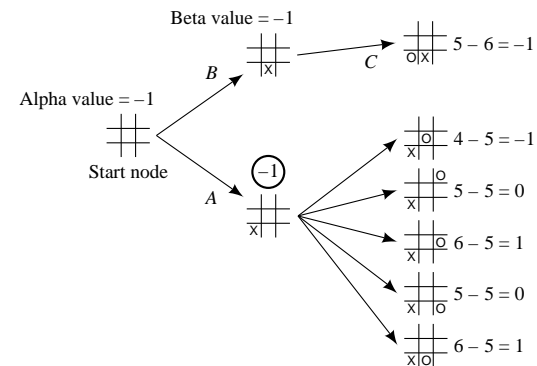 Beta value = –1
X
B
C
O X
5 – 6 = –1
Alpha value = –1
Start node
A
–1
X
O
X
4 – 5 = –1
O
X
5 – 5 = 0
O
X
6 – 5 = 1
X
O
5 – 5 = 0
X O
6 – 5 = 1